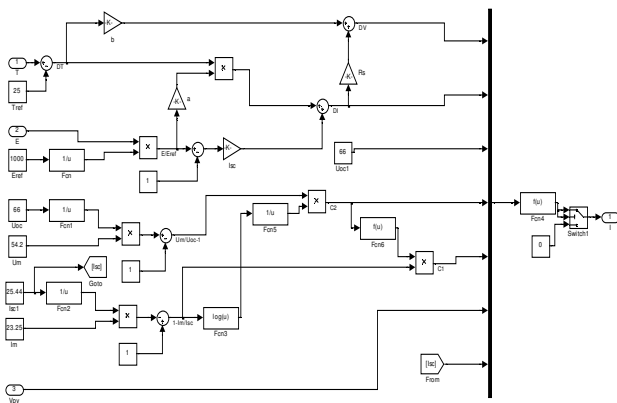 -K-
b
DV
1
T
DT
25
Tref
x
-K-
Rs
-K-
a
DI
2
E
x
E/Eref
-K-
Isc
1000
Eref
1/u
Fcn
1
66
Uoc1
66
Uoc
1/u
Fcn1
x
Um/Uoc-1
54.2
Um
1
1/u
Fcn5
x
C2
f(u)
Fcn6
x
C1
f(u)
Fcn4
0
Switch1
1
I
[Isc]
Goto
25.44
Isc1
1/u
Fcn2
x
1-Im/Isc
23.25
Im
1
log(u)
Fcn3
[Isc]
From
3
Vov